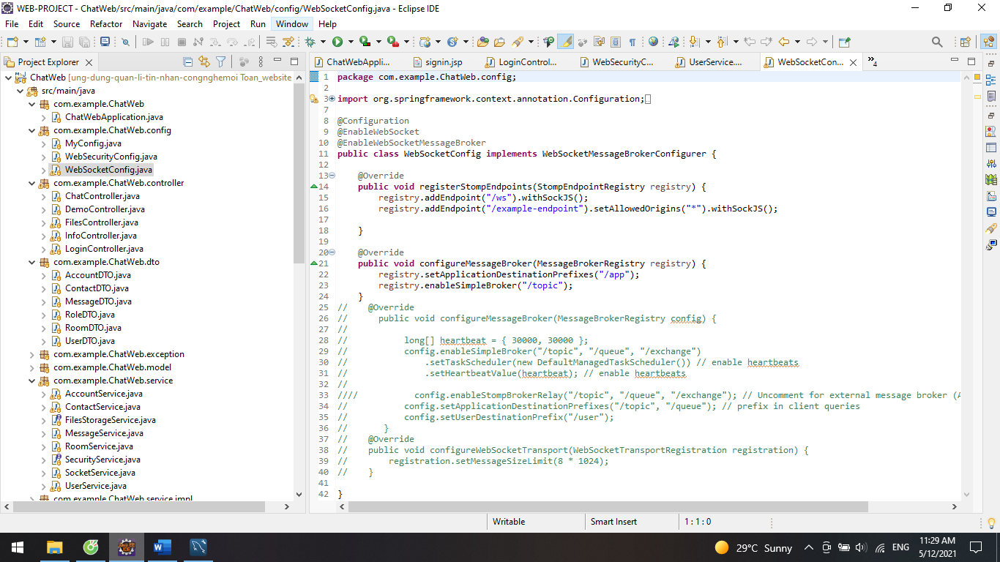 WEB-PROJECT - ChatWeb/src/main/java/com/example/ChatWeb/config/WebSocketConfig.java - Eclipse IDE
File Edit Source Refactor Navigate Search Project Run Window Help
Project Explorer
ChatWeb [ung-dung-quan-li-tin-nhan-congnghemoi Toan_website
src/main/java
com.example.ChatWeb
ChatWebApplication.java
com.example.ChatWeb.config
MyConfig.java
WebSecurityConfig.java
WebSocketConfig.java
com.example.ChatWeb.controller
ChatController.java
DemoController.java
FilesController.java
InfoController.java
LoginController.java
com.example.ChatWeb.dto
AccountDTO.java
ContactDTO.java
MessageDTO.java
RoleDTO.java
RoomDTO.java
UserDTO.java
com.example.ChatWeb.exception
com.example.ChatWeb.model
com.example.ChatWeb.service
AccountService.java
ContactService.java
FilesStorageService.java
MessageService.java
RoomService.java
SecurityService.java
SocketService.java
UserService.java
com.example.ChatWeb.service.impl
ChatWebAppli... signin.jsp LoginControl... WebSecurityC... UserService.... WebSocketCon... »4
1 package com.example.ChatWeb.config;
2
3 import org.springframework.context.annotation.Configuration;
7
8 @Configuration
9 @EnableWebSocket
10 @EnableWebSocketMessageBroker
11 public class WebSocketConfig implements WebSocketMessageBrokerConfigurer {
12
13 @Override
14 public void registerStompEndpoints(StompEndpointRegistry registry) {
15 registry.addEndpoint("/ws").withSockJS();
16 registry.addEndpoint("/example-endpoint").setAllowedOrigins("*").withSockJS();
17
18 }
19
20 @Override
21 public void configureMessageBroker(MessageBrokerRegistry registry) {
22 registry.setApplicationDestinationPrefixes("/app");
23 registry.enableSimpleBroker("/topic");
24 }
25 // @Override
26 // public void configureMessageBroker(MessageBrokerRegistry config) {
27 //
28 // long[] heartbeat = { 30000, 30000 };
29 // config.enableSimpleBroker("/topic", "/queue", "/exchange")
30 // .setTaskScheduler(new DefaultManagedTaskScheduler()) // enable heartbeats
31 // .setHeartbeatValue(heartbeat); // enable heartbeats
32 //
33 //// config.enableStompBrokerRelay("/topic", "/queue", "/exchange"); // Uncomment for external message broker (A
34 // config.setApplicationDestinationPrefixes("/topic", "/queue"); // prefix in client queries
35 // config.setUserDestinationPrefix("/user");
36 // }
37 // @Override
38 // public void configureWebSocketTransport(WebSocketTransportRegistration registration) {
39 // registration.setMessageSizeLimit(8 * 1024);
40 // }
41
42 }
Writable Smart Insert 1 : 1 : 0
29°C Sunny ENG 11:29 AM
5/12/2021